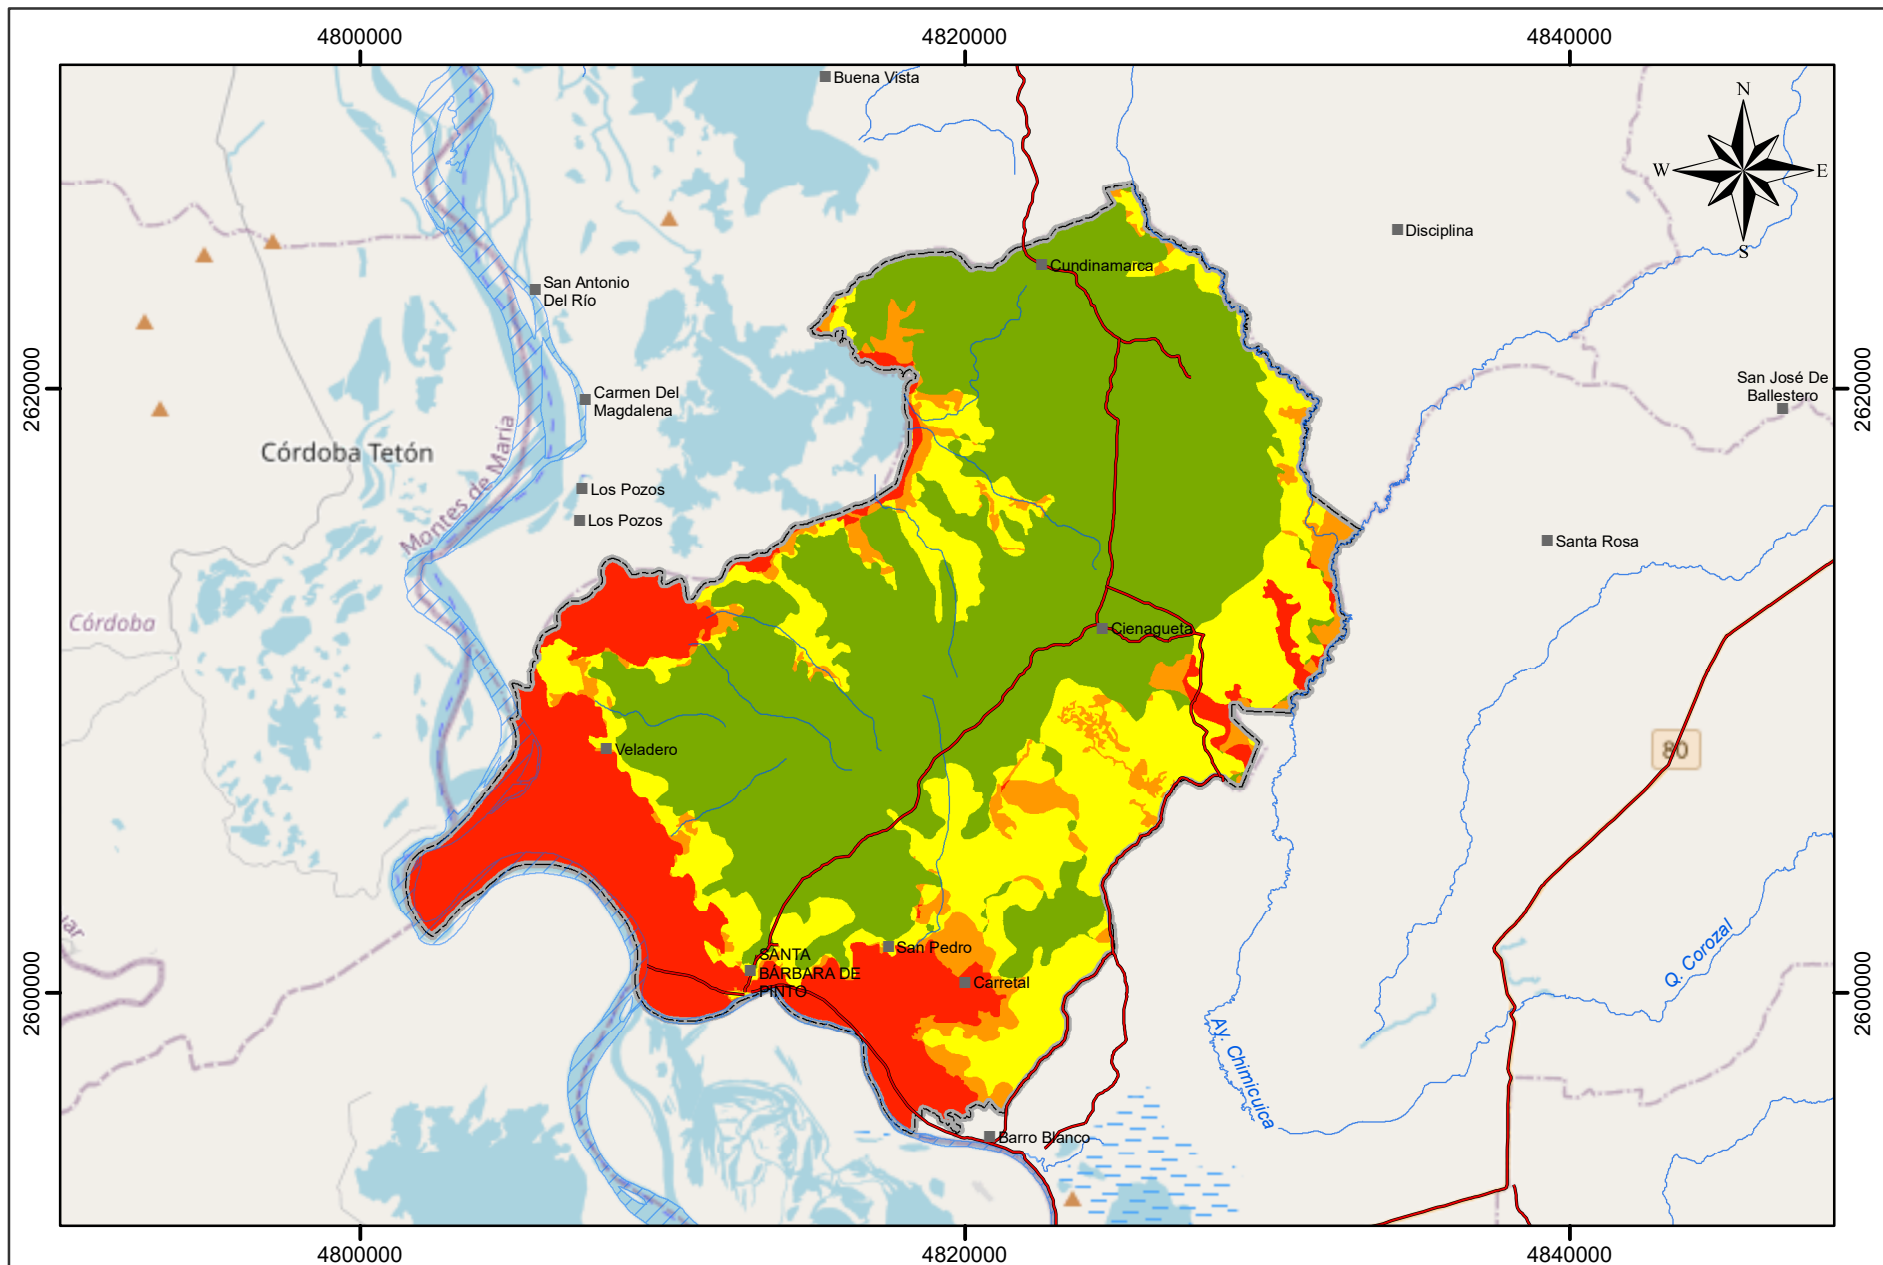 4800000
4820000
4840000
Buena Vista
N
W
E
S
Disciplina
Cundinamarca
San Antonio
Del Río
2620000
2620000
San José De
Ballestero
Carmen Del
Magdalena
Córdoba Tetón
Montes de María
Los Pozos
Los Pozos
Santa Rosa
Córdoba
Cienagueta
Veladero
80
San Pedro
SANTA
BÁRBARA DE
PINTO
Carretal
Q. Corozal
2600000
2600000
Ay. Chimicuica
Barro Blanco
4800000
4820000
4840000